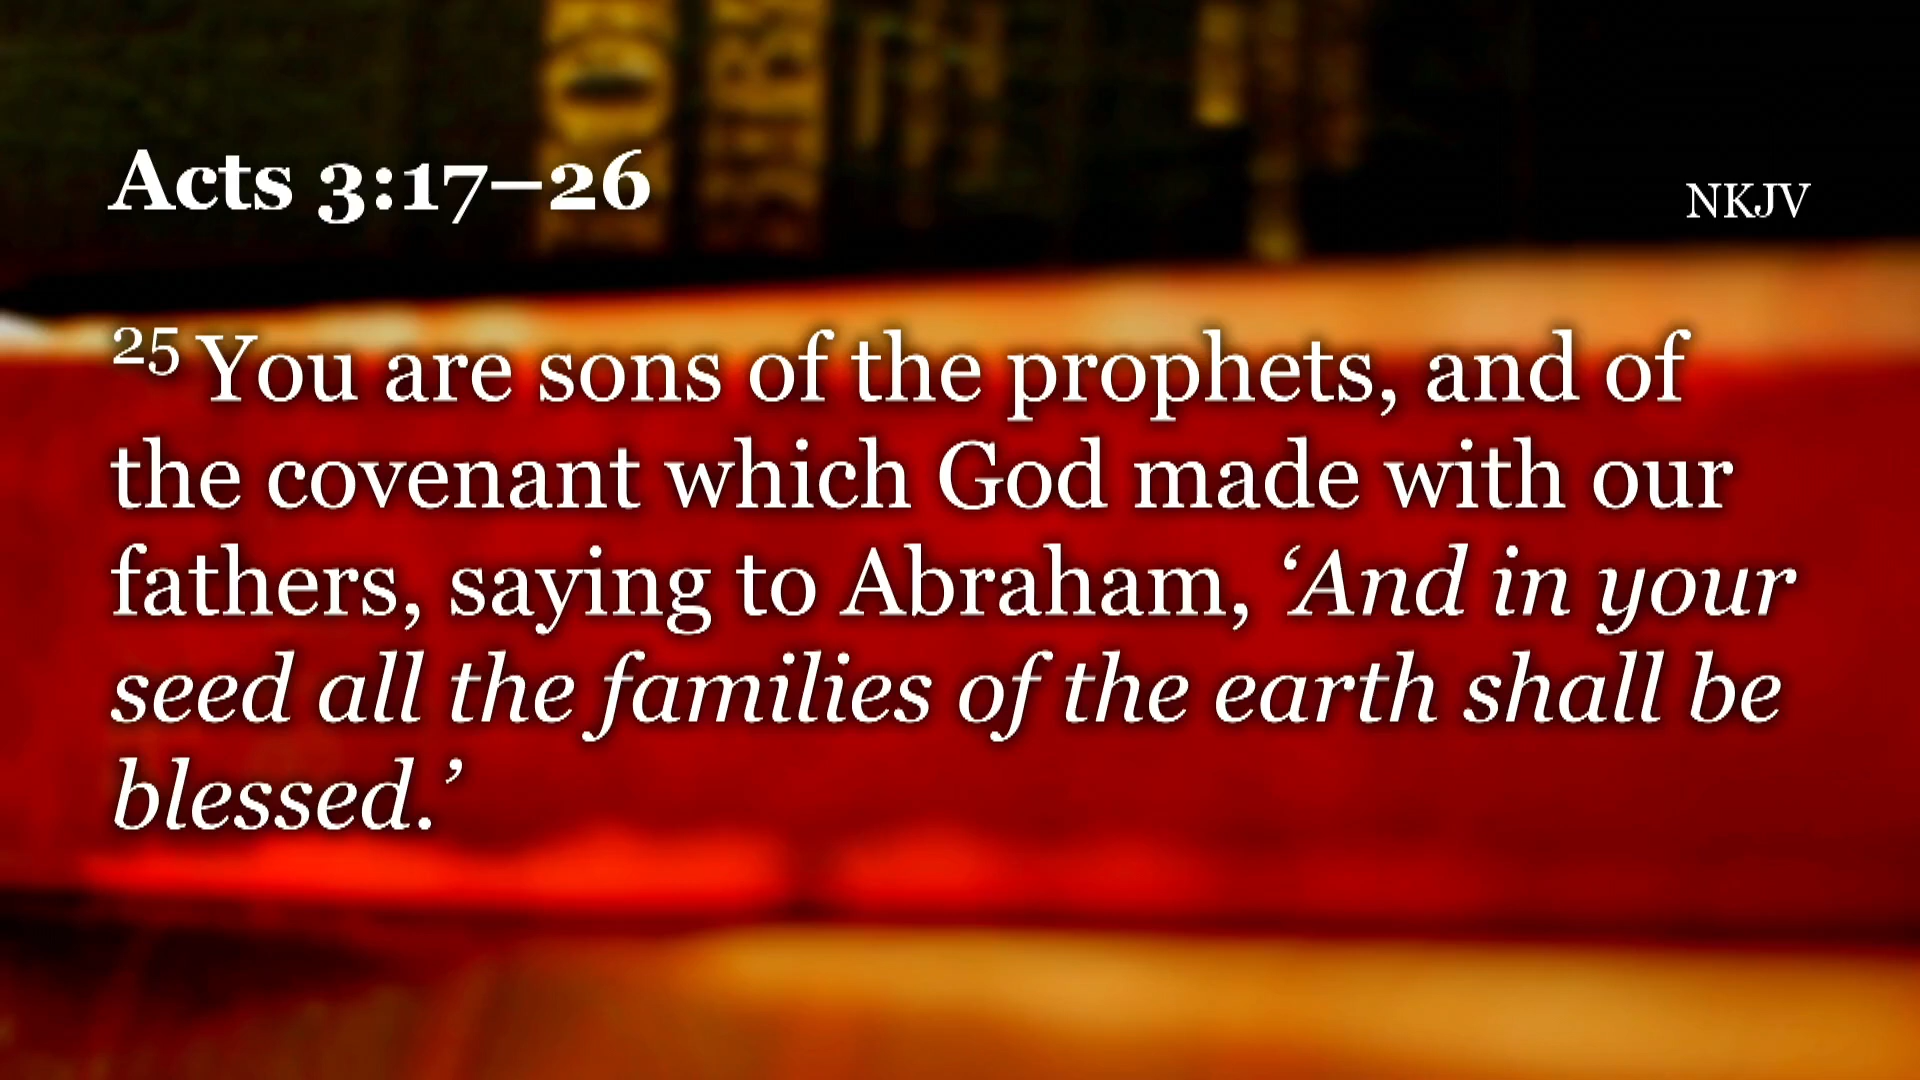 Acts 3:17–26
NKJV
25 You are sons of the prophets, and of
the covenant which God made with our
fathers, saying to Abraham, ‘And in your
seed all the families of the earth shall be
blessed.’